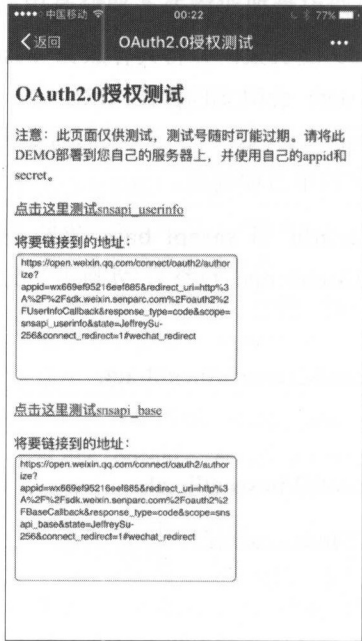 中国移动 00:22 77%
返回 OAuth2.0授权测试
OAuth2.0授权测试
注意：此页面仅供测试，测试号随时可能过期。请将此
DEMO部署到您自己的服务器上，并使用自己的appid和
secret。
点击这里测试snsapi_userinfo
将要链接到的地址：
https://open.weixin.qq.com/connect/oauth2/author
ize?
appid=wx669ef95216eef885&redirect_uri=http%3
A%2F%2Fsdk.weixin.senparc.com%2Foauth2%2
FUserInfoCallback&response_type=code&scope=
snsapi_userinfo&state=JeffreySu-
256&connect_redirect=1#wechat_redirect
点击这里测试snsapi_base
将要链接到的地址：
https://open.weixin.qq.com/connect/oauth2/author
ize?
appid=wx669ef95216eef885&redirect_uri=http%3
A%2F%2Fsdk.weixin.senparc.com%2Foauth2%2
FBaseCallback&response_type=code&scope=sns
api_base&state=JeffreySu-
256&connect_redirect=1#wechat_redirect